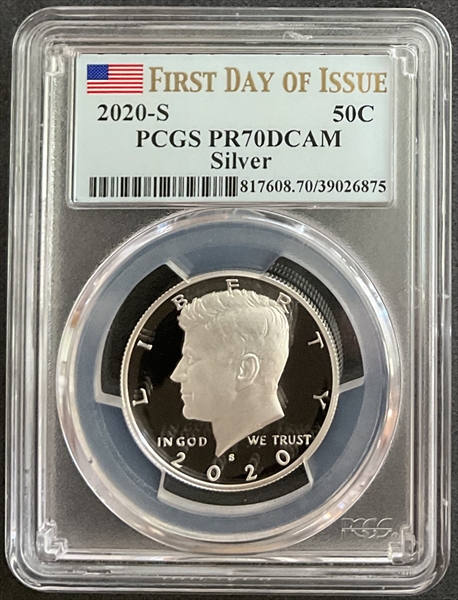 FIRST DAY OF ISSUE
2020-S 50C
PCGS PR70DCAM
Silver
817608.70/39026875
LIBERTY
IN GOD WE TRUST
S
2020
PCGS